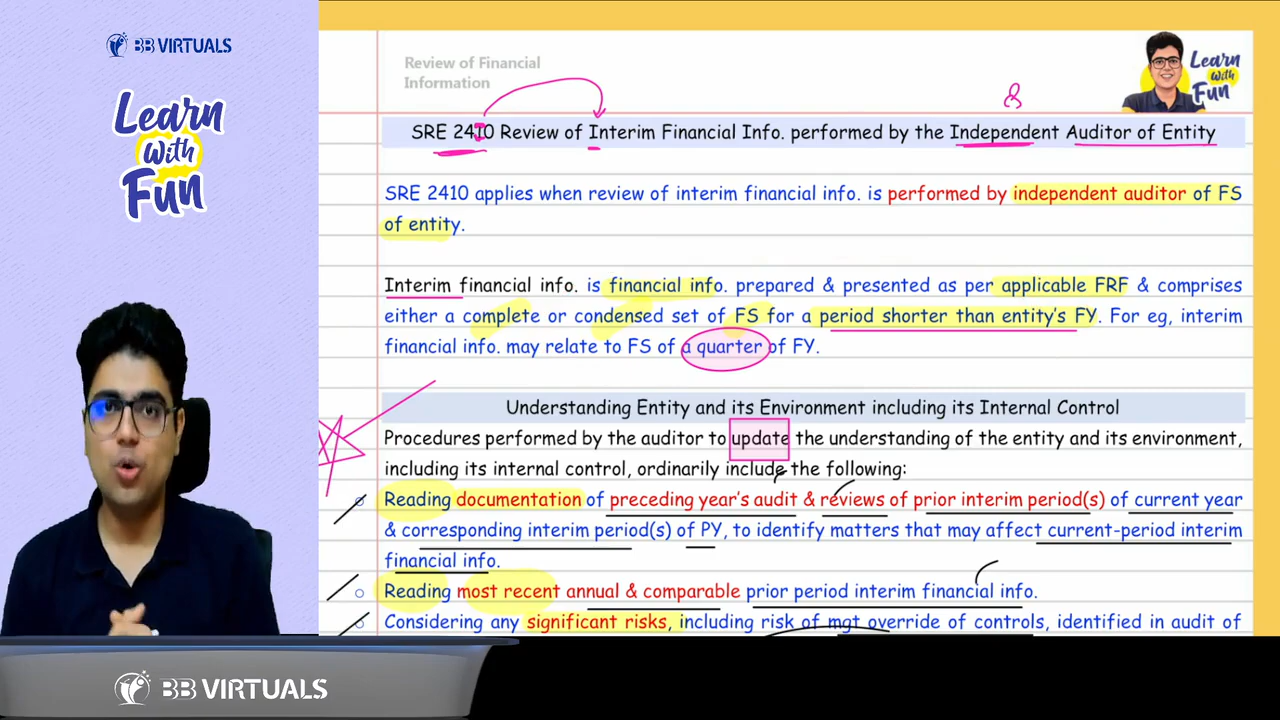 BB VIRTUALS
Learn
With
Fun
Review of Financial
Information
Learn
With
Fun
&
SRE 2410 Review of Interim Financial Info. performed by the Independent Auditor of Entity
SRE 2410 applies when review of interim financial info. is performed by independent auditor of FS
of entity.
Interim financial info. is financial info. prepared & presented as per applicable FRF & comprises
either a complete or condensed set of FS for a period shorter than entity's FY. For eg, interim
financial info. may relate to FS of a quarter of FY.
Understanding Entity and its Environment including its Internal Control
Procedures performed by the auditor to update the understanding of the entity and its environment,
including its internal control, ordinarily include the following:
Reading documentation of preceding year's audit & reviews of prior interim period(s) of current year
& corresponding interim period(s) of PY, to identify matters that may affect current-period interim
financial info.
Reading most recent annual & comparable prior period interim financial info.
Considering any significant risks, including risk of mgt override of controls, identified in audit of
BB VIRTUALS